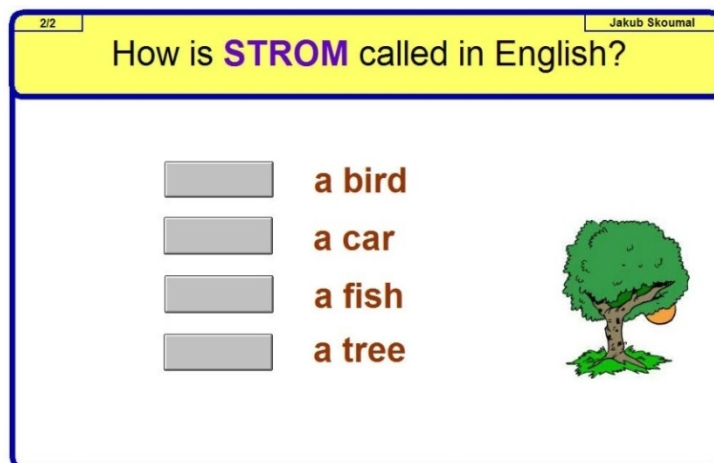 2/2
Jakub Skoumal
How is STROM called in English?
a bird
a car
a fish
a tree